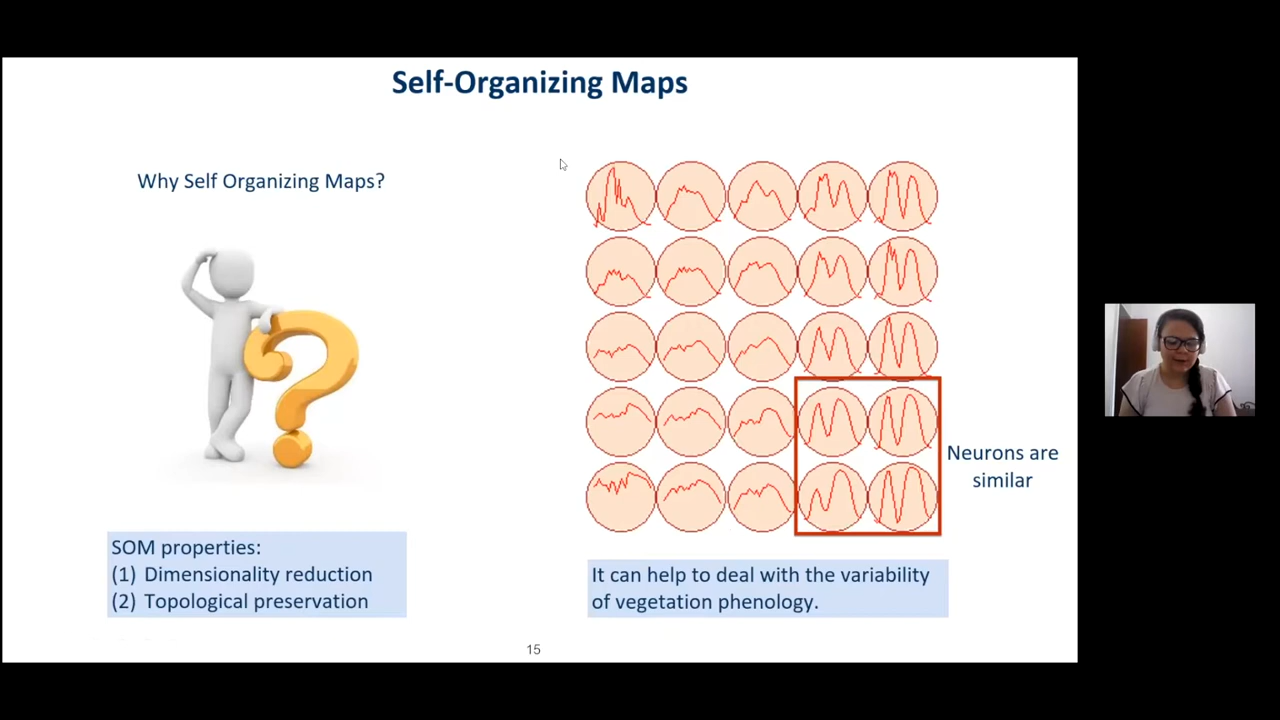 Self-Organizing Maps
Why Self Organizing Maps?
SOM properties:
(1) Dimensionality reduction
(2) Topological preservation
Neurons are
similar
It can help to deal with the variability
of vegetation phenology.
15